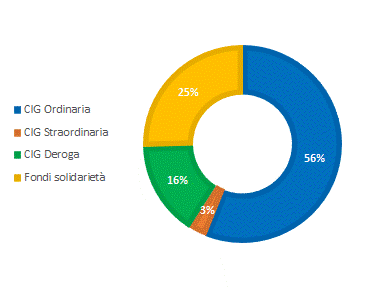 CIG Ordinaria
CIG Straordinaria
CIG Deroga
Fondi solidarietà
25%
56%
16%
3%